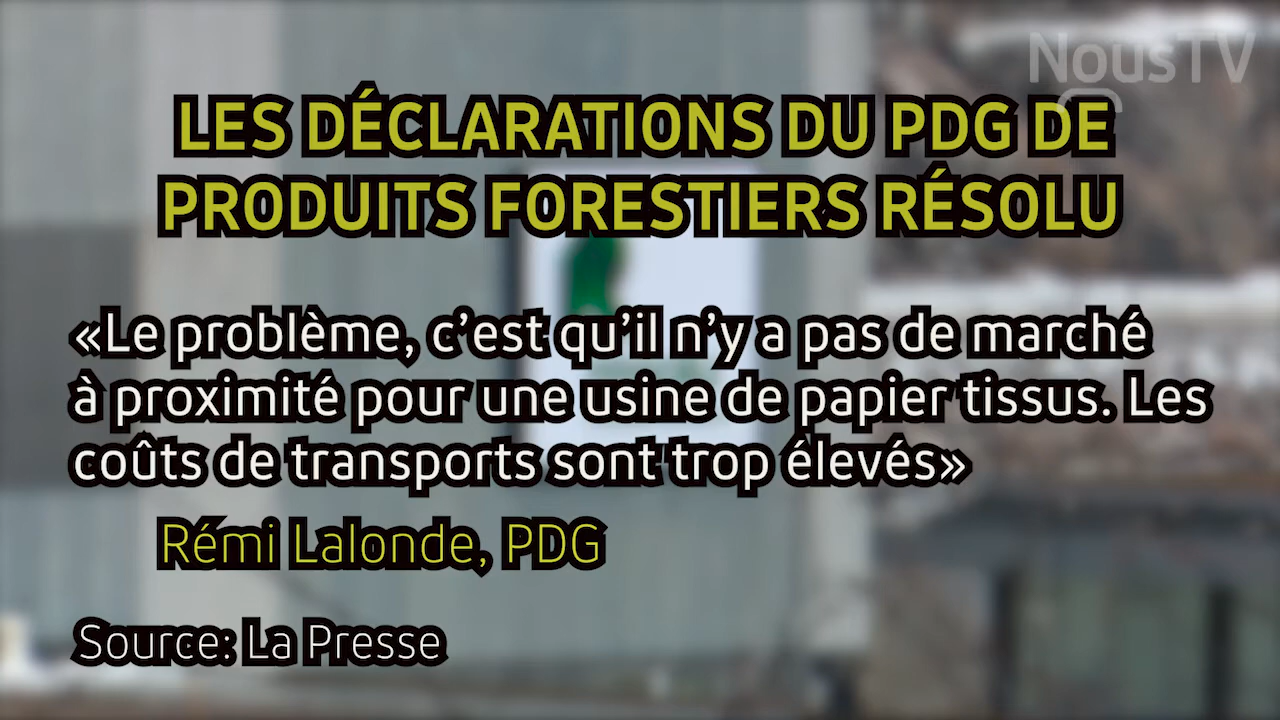 NousTV
LES DÉCLARATIONS DU PDG DE
PRODUITS FORESTIERS RÉSOLU
«Le problème, c’est qu’il n’y a pas de marché
à proximité pour une usine de papier tissus. Les
coûts de transports sont trop élevés»
Rémi Lalonde, PDG
Source: La Presse